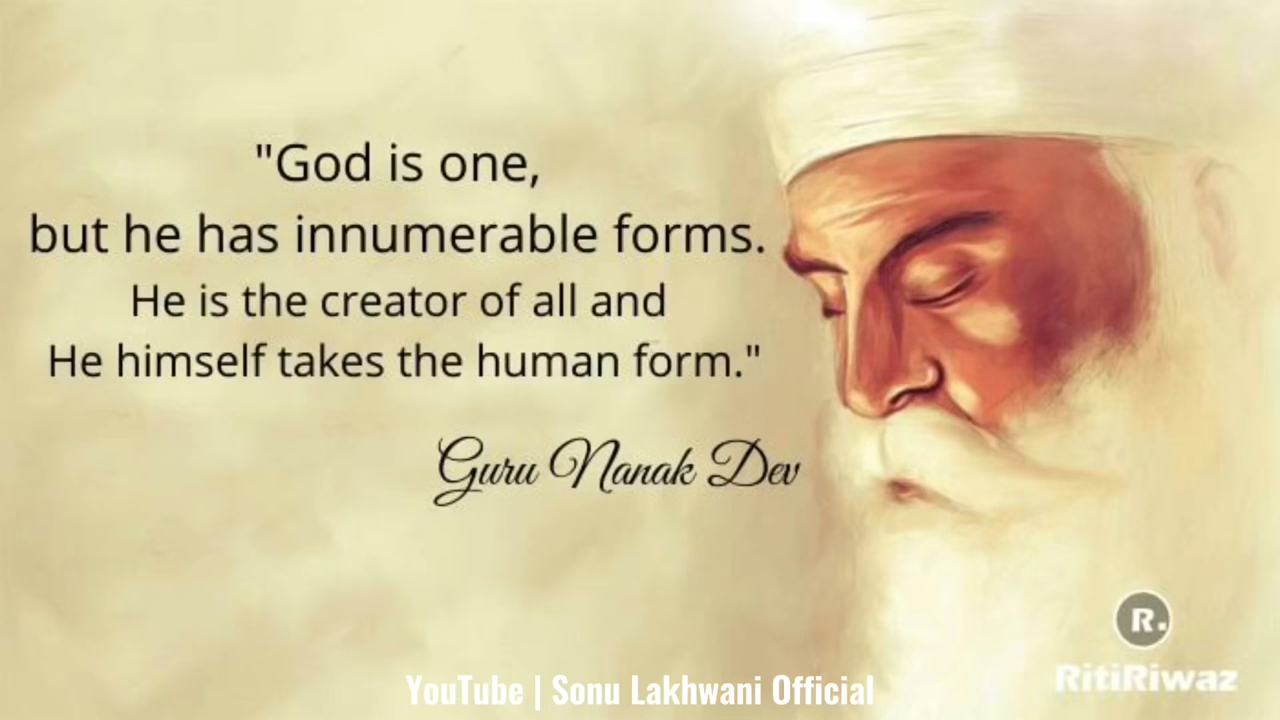 "God is one,
but he has innumerable forms.
He is the creator of all and
He himself takes the human form."
Guru Nanak Dev
R.
RitiRiwaz
YouTube | Sonu Lakhwani Official